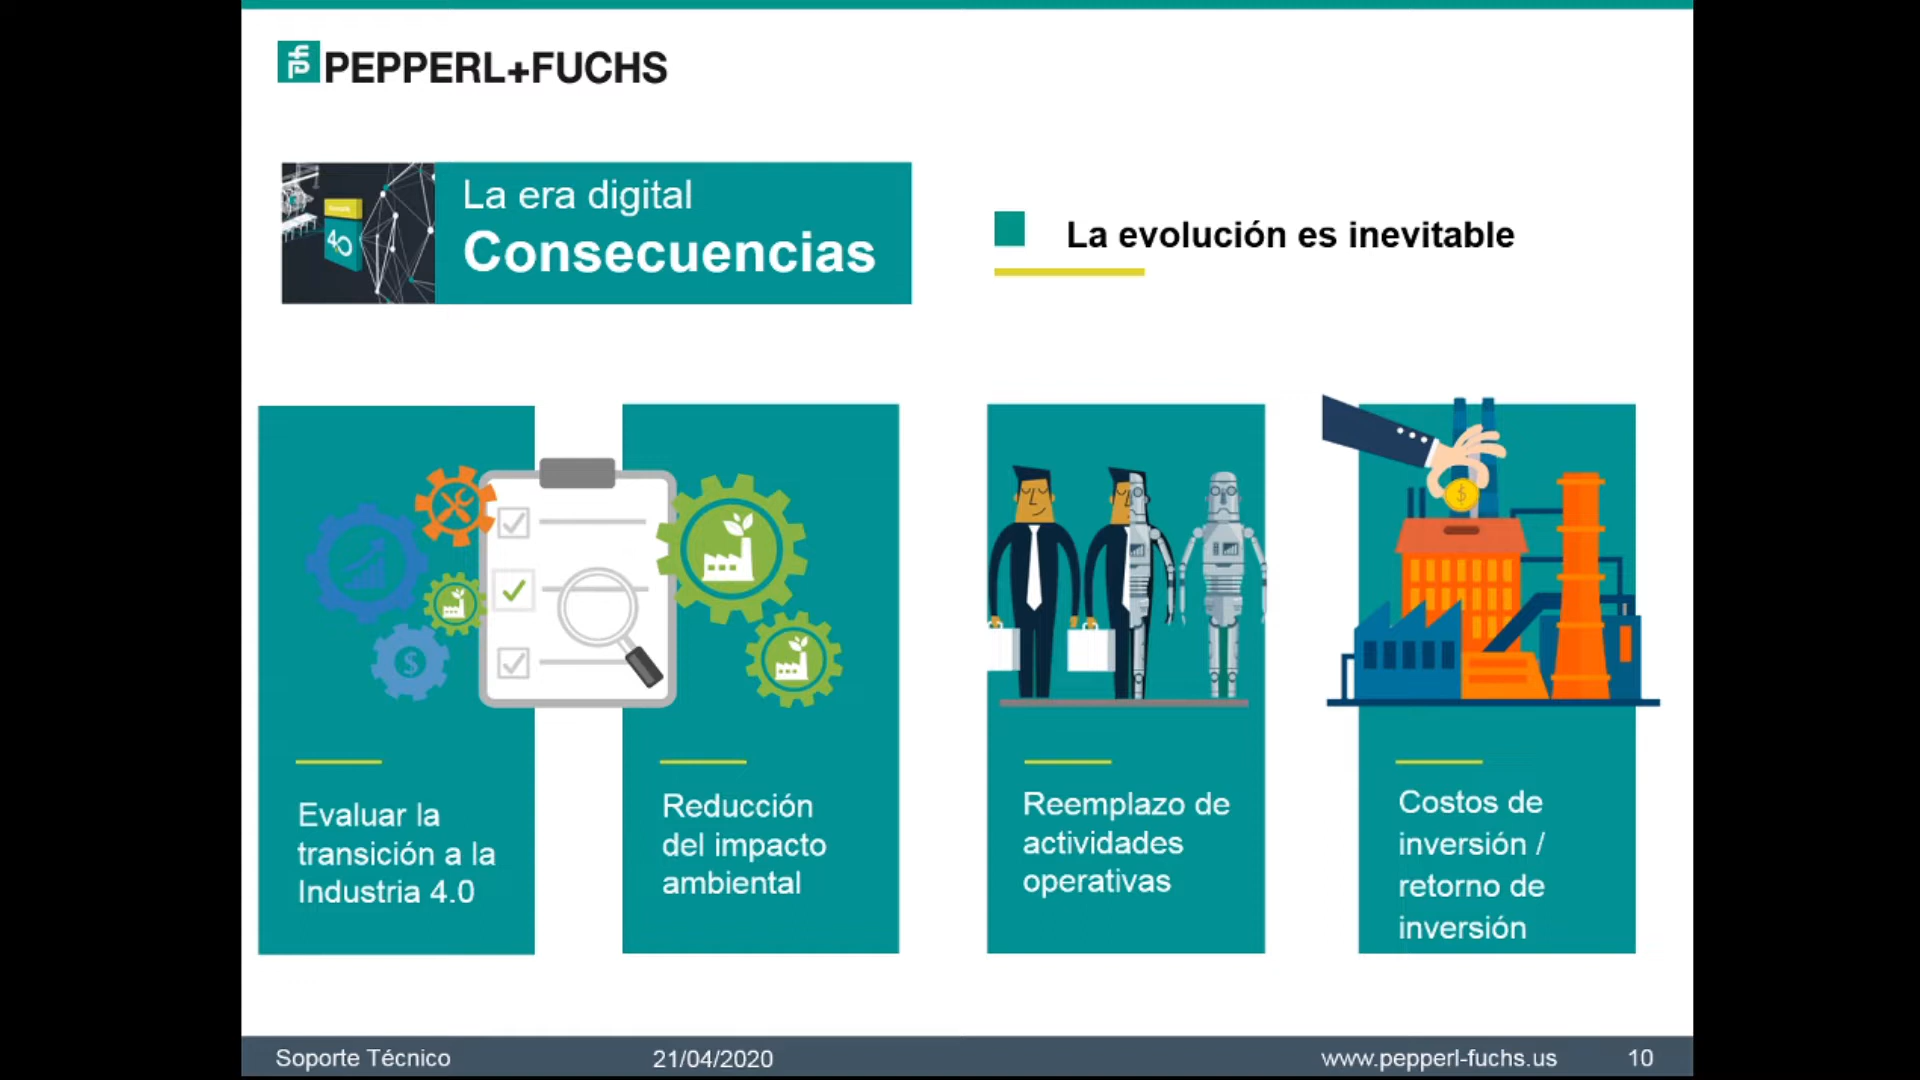 PEPPERL+FUCHS
La era digital
Consecuencias
4.0
La evolución es inevitable
$
$
Evaluar la
transición a la
Industria 4.0
Reducción
del impacto
ambiental
Reemplazo de
actividades
operativas
Costos de
inversión /
retorno de
inversión
Soporte Técnico
21/04/2020
www.pepperl-fuchs.us
10